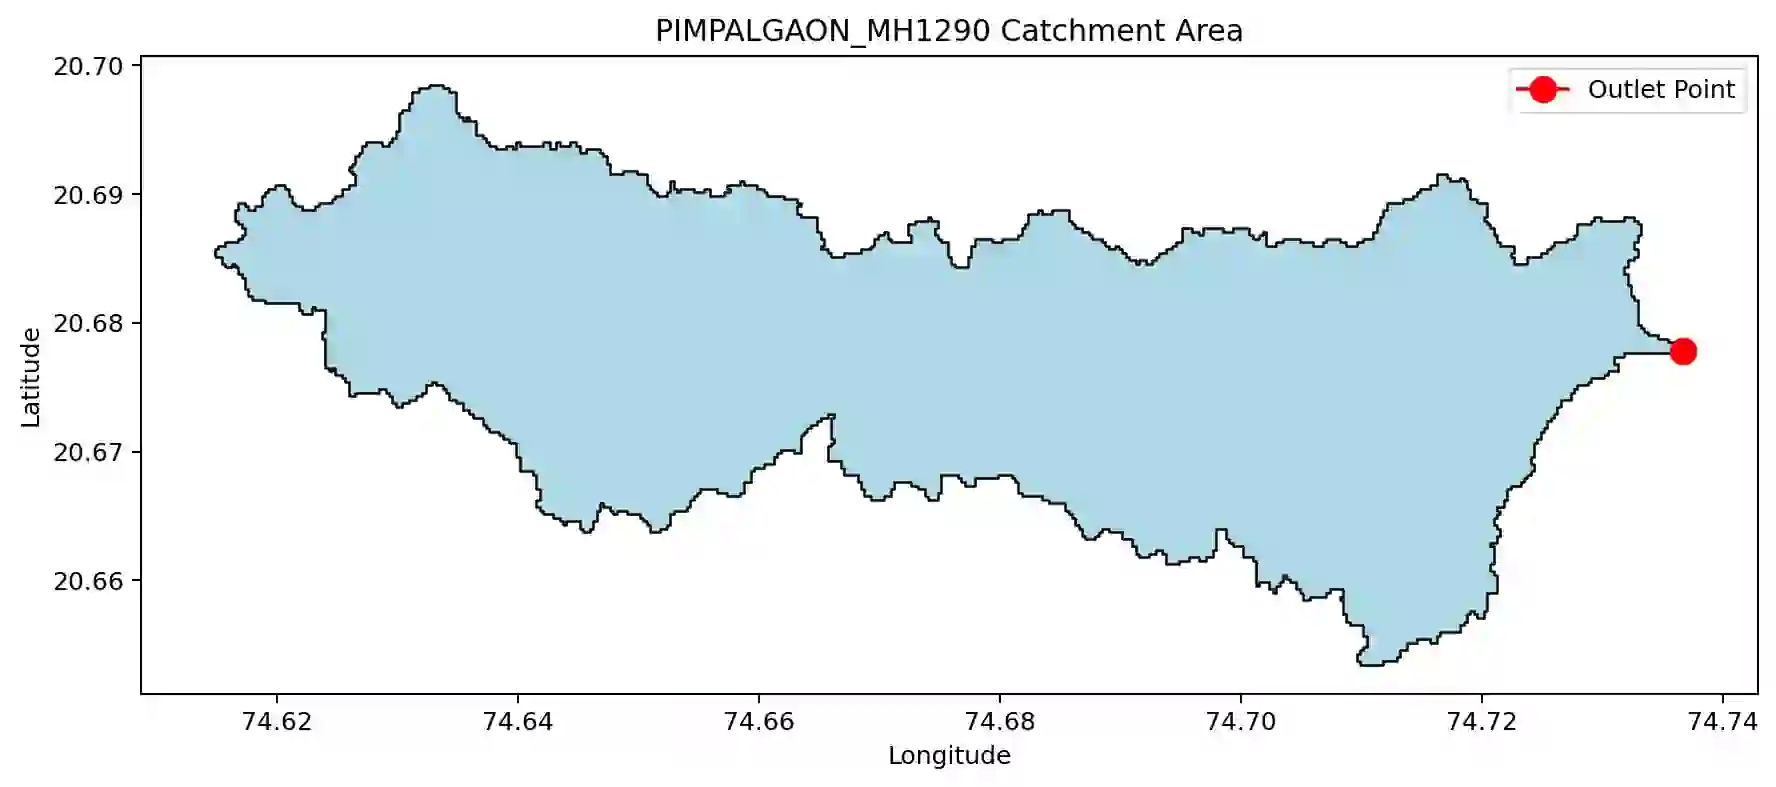 PIMPALGAON_MH1290 Catchment Area
Outlet Point
20.70
20.69
20.68
20.67
20.66
Latitude
74.62 74.64 74.66 74.68 74.70 74.72 74.74
Longitude